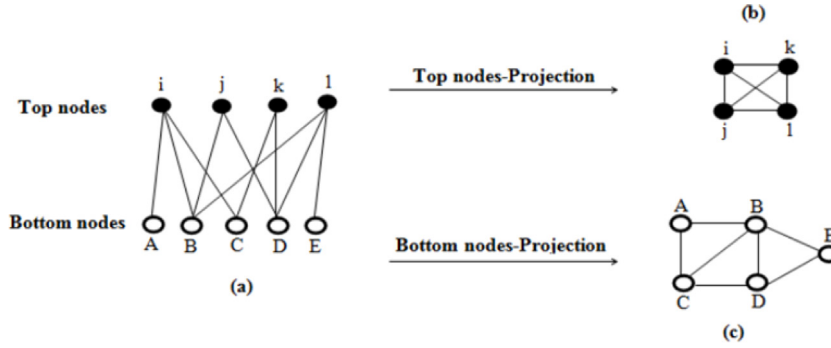 (b)
i k
i j k l
Top nodes-Projection
Top nodes
j l
A B
Bottom nodes
Bottom nodes-Projection
E
A B C D E
C D
(a)
(c)